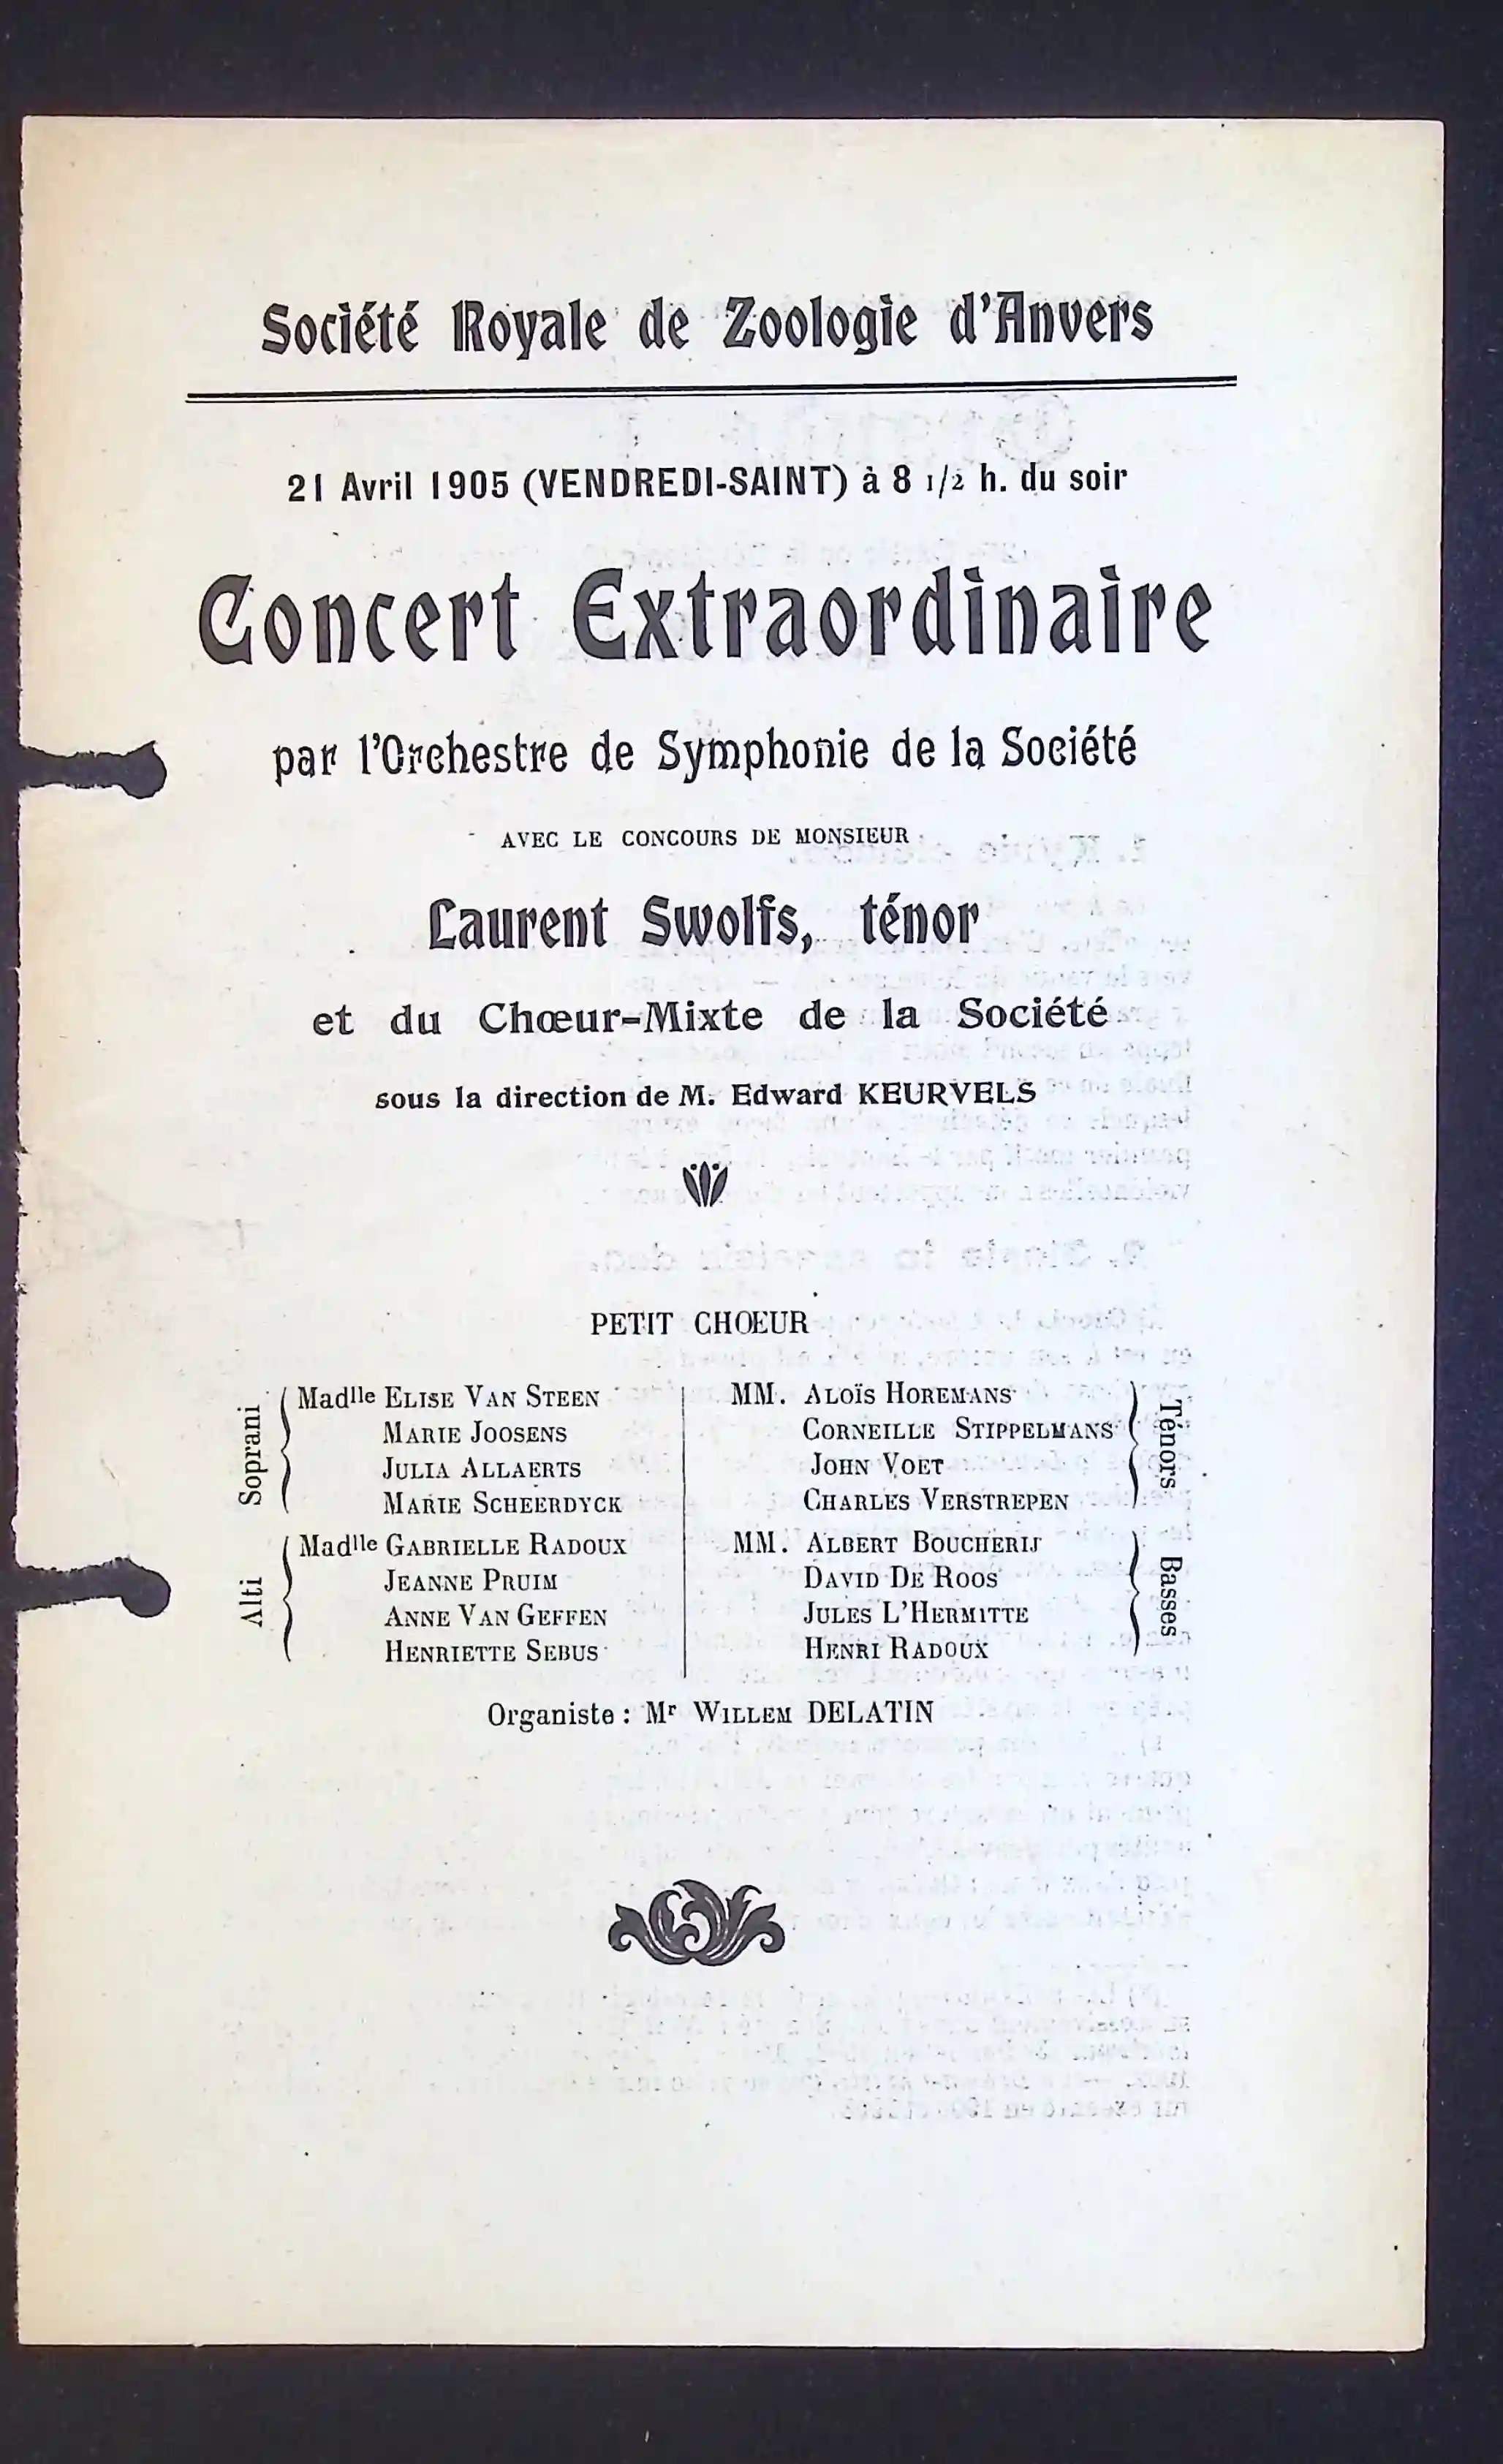 Société Royale de Zoologie d'Anvers
21 Avril 1905 (VENDREDI-SAINT) à 8 1/2 h. du soir
Concert Extraordinaire
par l'Orchestre de Symphonie de la Société
AVEC LE CONCOURS DE MONSIEUR
Laurent Swolfs, ténor
et du Chœur-Mixte de la Société
sous la direction de M. Edward KEURVELS
PETIT CHŒUR
Soprani
Madlle ELISE VAN STEEN
MARIE JOOSENS
JULIA ALLAERTS
MARIE SCHEERDYCK
Alti
Madlle GABRIELLE RADOUX
JEANNE PRUIM
ANNE VAN GEFFEN
HENRIETTE SEBUS
MM. ALOÏS HOREMANS
CORNEILLE STIPPELMANS
JOHN VOET
CHARLES VERSTREPEN
Ténors
MM. ALBERT BOUCHERIJ
DAVID DE ROOS
JULES L'HERMITTE
HENRI RADOUX
Basses
Organiste : Mr WILLEM DELATIN